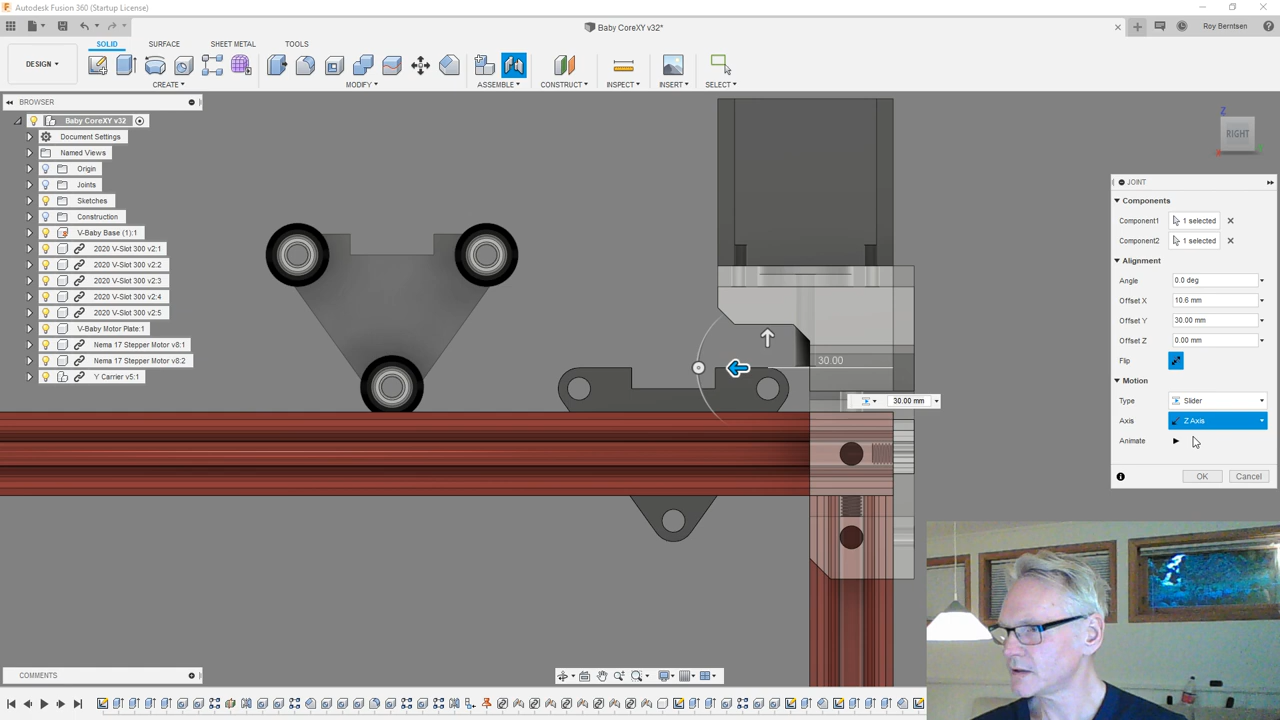 Autodesk Fusion 360 (Startup License)
Baby CoreXY v32*
Roy Berntsen
DESIGN
SOLID
SURFACE
SHEET METAL
TOOLS
CREATE
MODIFY
ASSEMBLE
CONSTRUCT
INSPECT
INSERT
SELECT
BROWSER
Baby CoreXY v32
Document Settings
Named Views
Origin
Joints
Sketches
Construction
V-Baby Base (1):1
2020 V-Slot 300 v2:1
2020 V-Slot 300 v2:2
2020 V-Slot 300 v2:3
2020 V-Slot 300 v2:4
2020 V-Slot 300 v2:5
V-Baby Motor Plate:1
Nema 17 Stepper Motor v8:1
Nema 17 Stepper Motor v8:2
Y Carrier v5:1
30.00
30.00 mm
Z
RIGHT
JOINT
Components
Component1 1 selected
Component2 1 selected
Alignment
Angle 0.0 deg
Offset X 10.6 mm
Offset Y 30.00 mm
Offset Z 0.00 mm
Flip
Motion
Type Slider
Axis Z Axis
Animate
OK Cancel
COMMENTS